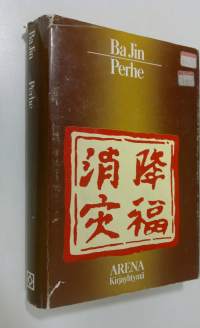 Ba Jin
Perhe
Ba Jin Perhe
降福
消灾
ARENA
Kirjayhtymä